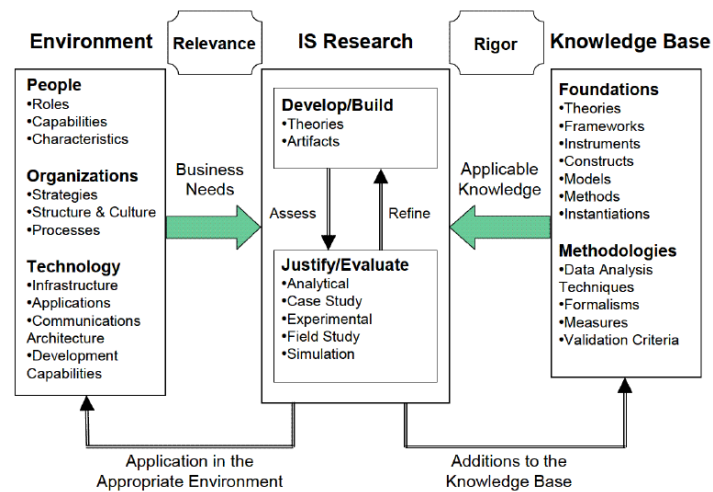 Environment
Relevance
IS Research
Rigor
Knowledge Base
People
•Roles
•Capabilities
•Characteristics
Organizations
•Strategies
•Structure & Culture
•Processes
Technology
•Infrastructure
•Applications
•Communications
Architecture
•Development
Capabilities
Business
Needs
Develop/Build
•Theories
•Artifacts
Assess
Refine
Justify/Evaluate
•Analytical
•Case Study
•Experimental
•Field Study
•Simulation
Applicable
Knowledge
Foundations
•Theories
•Frameworks
•Instruments
•Constructs
•Models
•Methods
•Instantiations
Methodologies
•Data Analysis
Techniques
•Formalisms
•Measures
•Validation Criteria
Application in the
Appropriate Environment
Additions to the
Knowledge Base